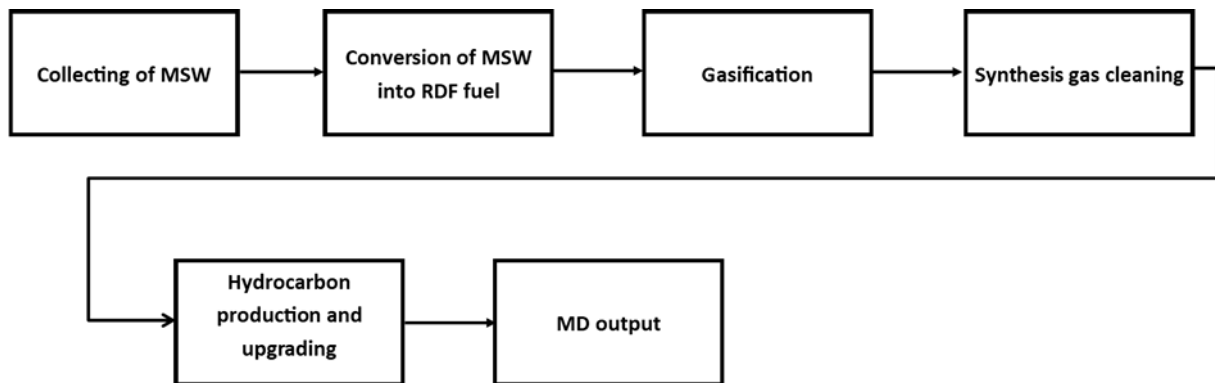 Collecting of MSW
Conversion of MSW
into RDF fuel
Gasification
Synthesis gas cleaning
Hydrocarbon
production and
upgrading
MD output